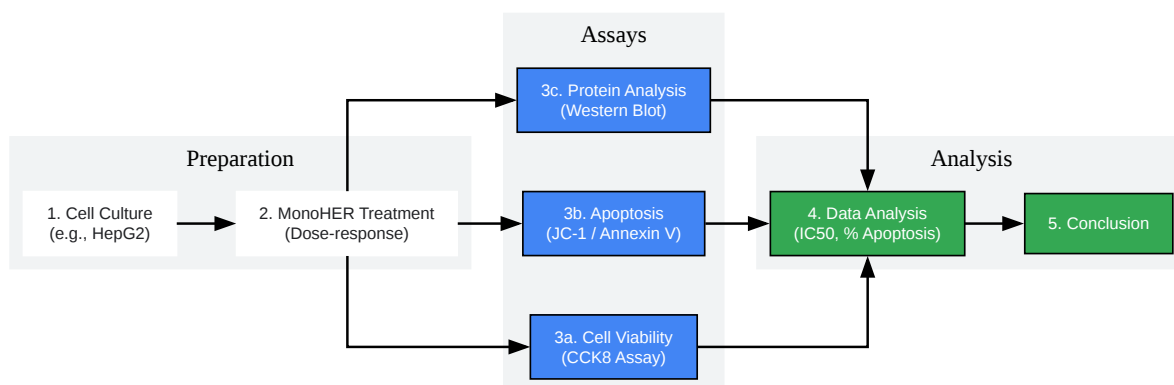 Assays
3c. Protein Analysis
(Western Blot)
Preparation
Analysis
1. Cell Culture
(e.g., HepG2)
2. MonoHER Treatment
(Dose-response)
3b. Apoptosis
(JC-1 / Annexin V)
4. Data Analysis
(IC50, % Apoptosis)
5. Conclusion
3a. Cell Viability
(CCK8 Assay)